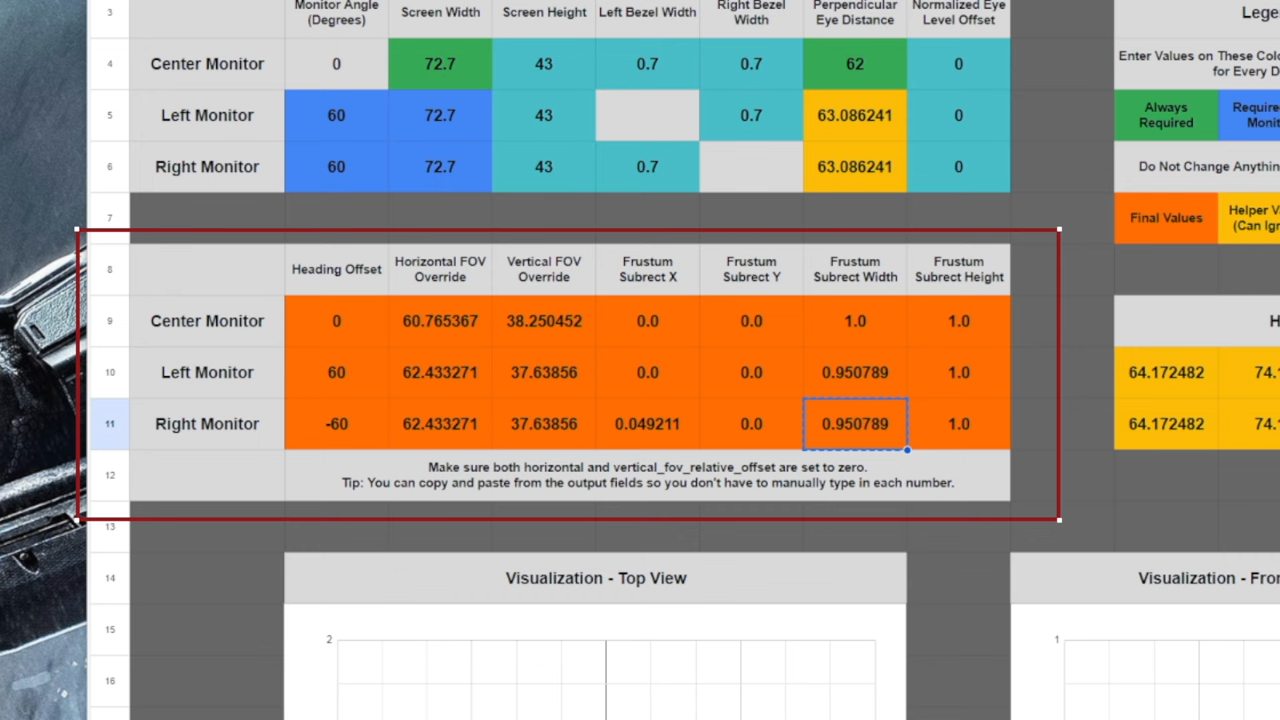 3 Monitor Angle (Degrees) Screen Width Screen Height Left Bezel Width Right Bezel Width Perpendicular Eye Distance Normalized Eye Level Offset
4 Center Monitor 0 72.7 43 0.7 0.7 62 0
5 Left Monitor 60 72.7 43 0.7 63.086241 0
6 Right Monitor 60 72.7 43 0.7 63.086241 0
7
8 Heading Offset Horizontal FOV Override Vertical FOV Override Frustum Subrect X Frustum Subrect Y Frustum Subrect Width Frustum Subrect Height
9 Center Monitor 0 60.765367 38.250452 0.0 0.0 1.0 1.0
10 Left Monitor 60 62.433271 37.63856 0.0 0.0 0.950789 1.0
11 Right Monitor -60 62.433271 37.63856 0.049211 0.0 0.950789 1.0
12 Make sure both horizontal and vertical_fov_relative_offset are set to zero.
Tip: You can copy and paste from the output fields so you don't have to manually type in each number.
13
14 Visualization - Top View
15
2
16
Enter Values on These
for Every
Always
Required
Do Not Change
Final Values
Helper
(Can
64.172482
64.172482
Visualization -
1